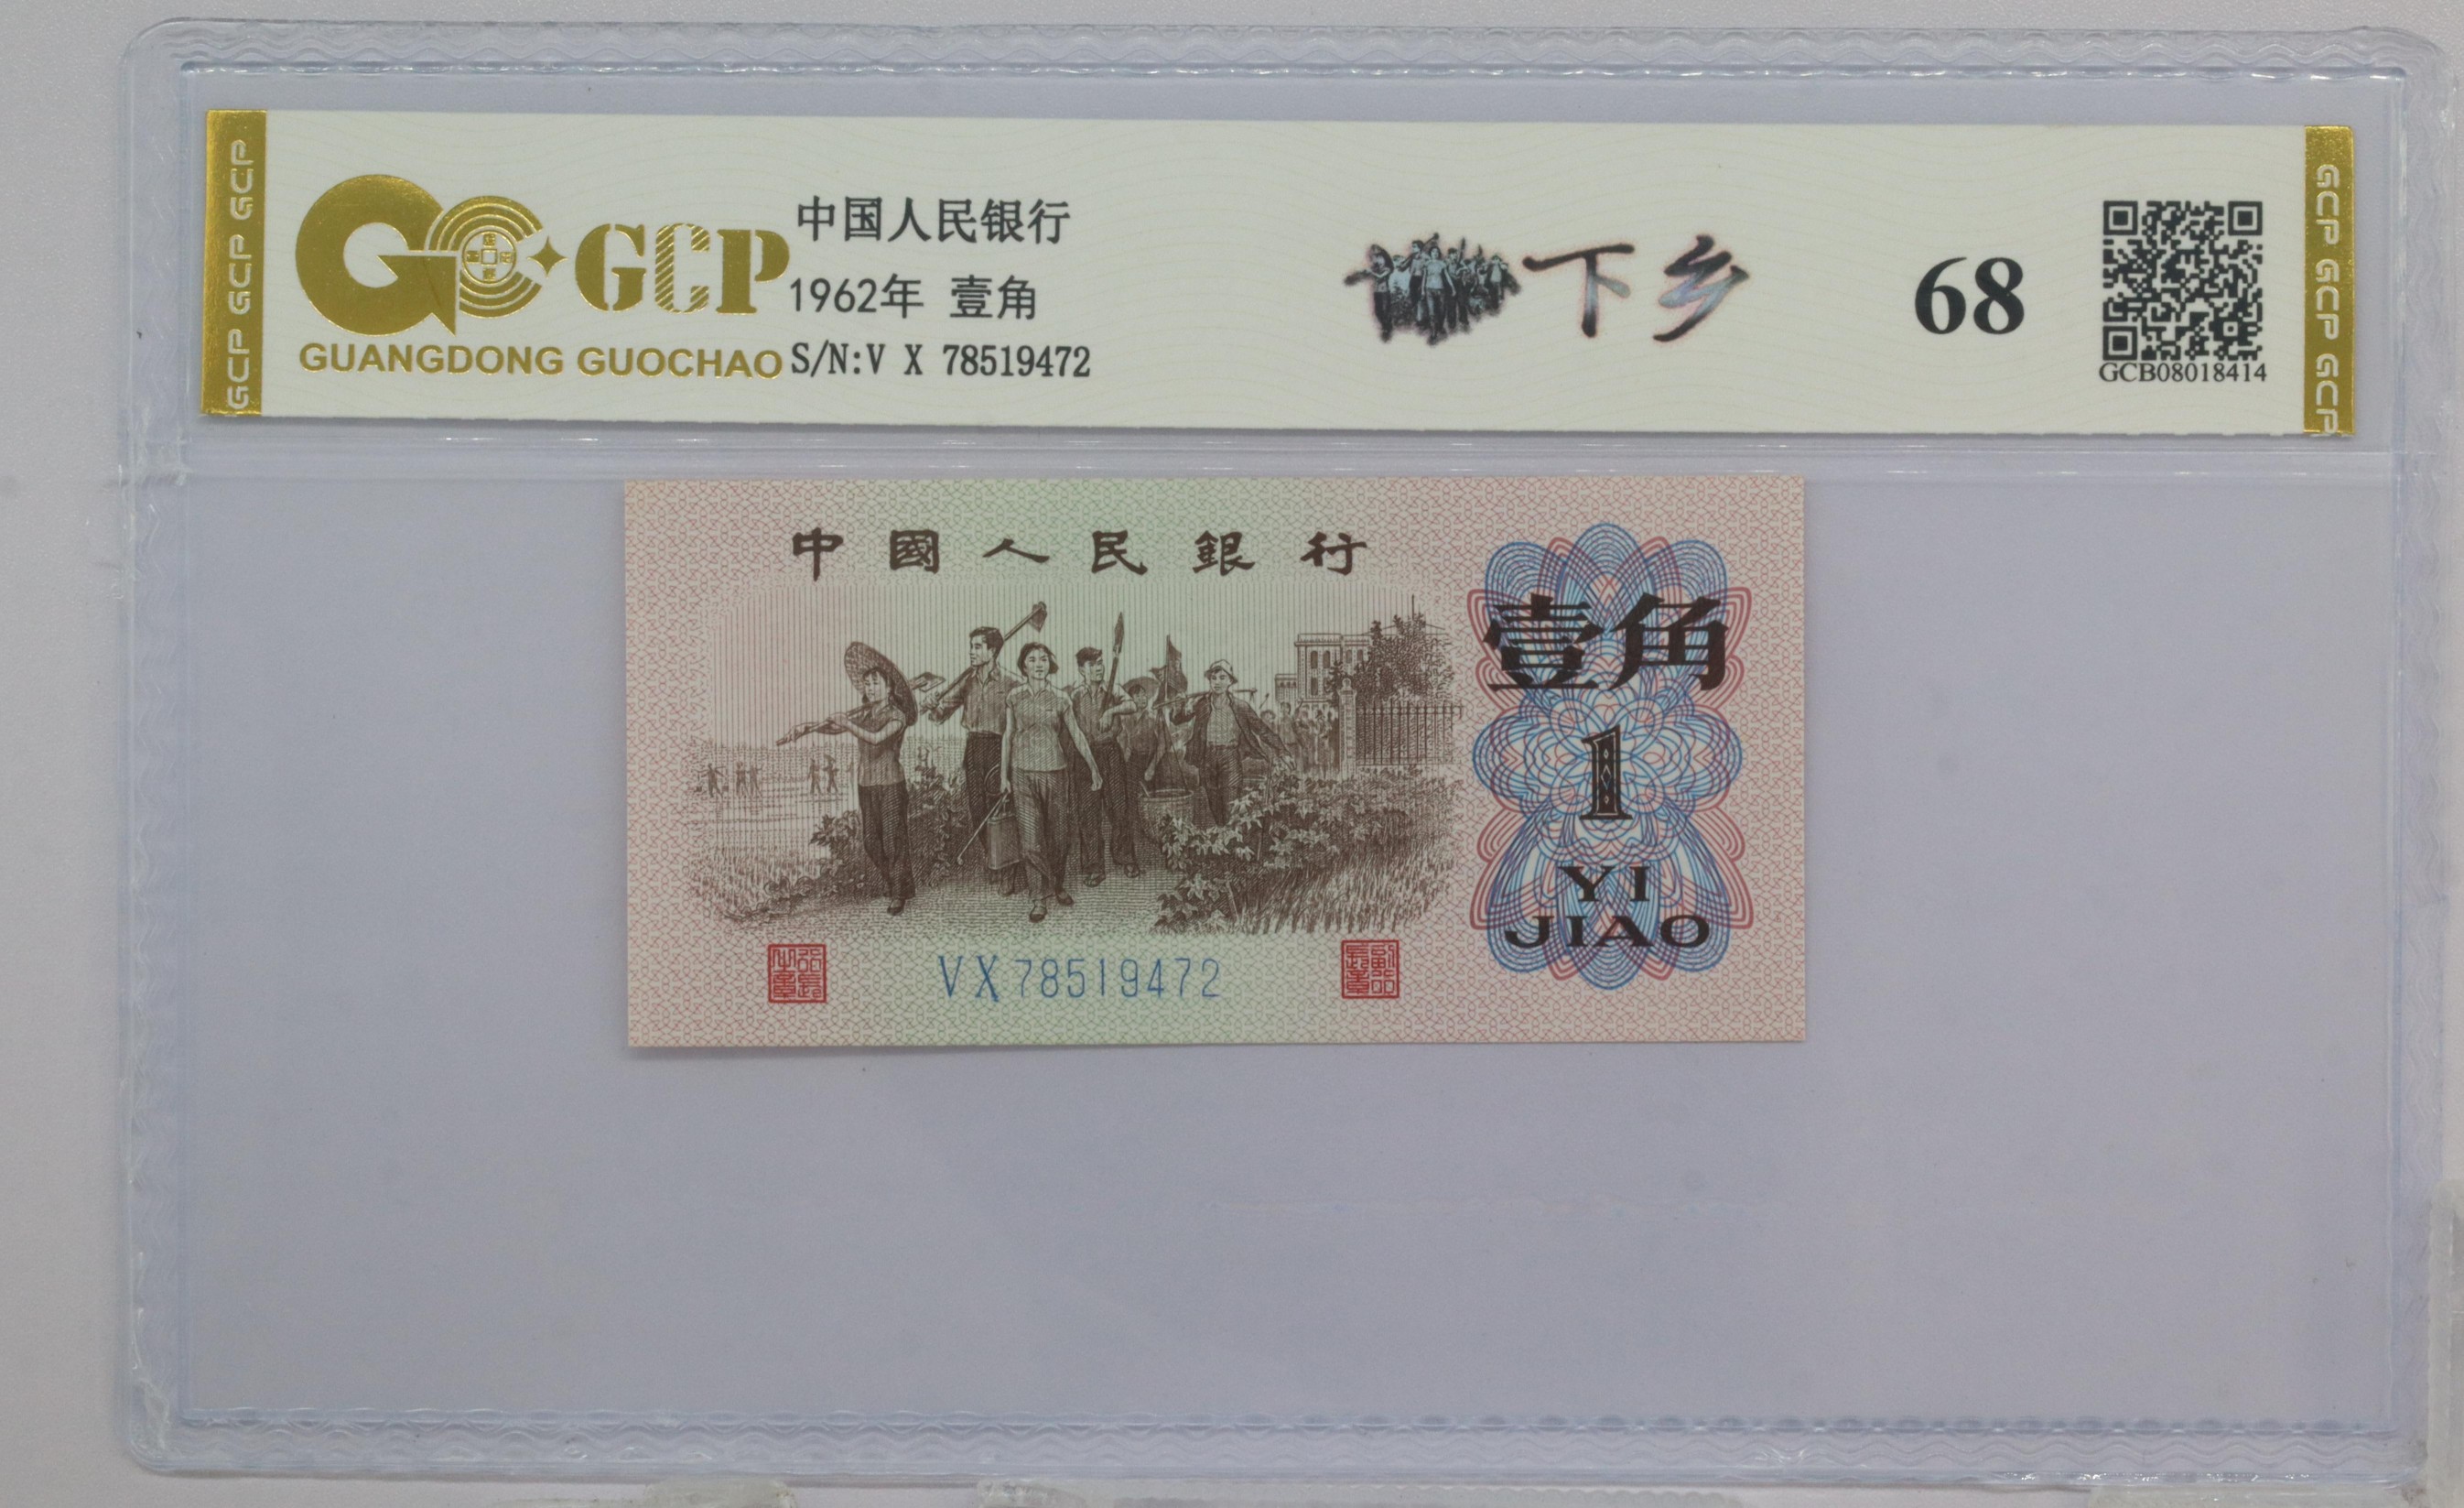 GCP GCP GCP
GCP
中国人民银行
1962年 壹角
GUANGDONG GUOCHAO
S/N:V X 78519472
下乡
68
GCB08018414
GCP GCP GCP
中國人民銀行
壹角
1
YI
JIAO
VX78519472